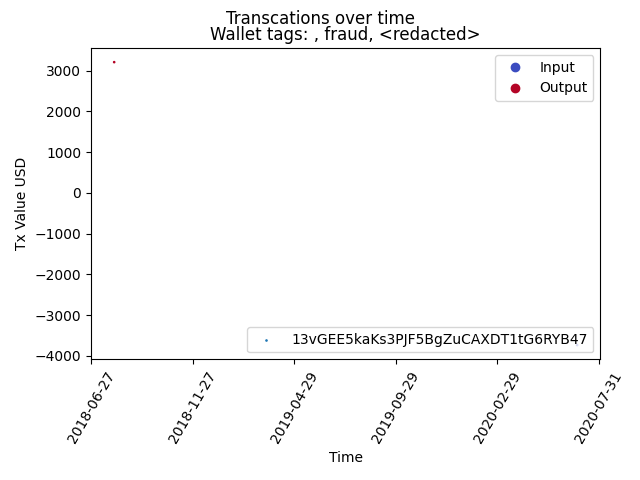 Transcations over time
Wallet tags: , fraud, <redacted>
Input
Output
3000
2000
1000
0
−1000
−2000
−3000
−4000
Tx Value USD
13vGEE5kaKs3PJF5BgZuCAXDT1tG6RYB47
2018-06-27
2018-11-27
2019-04-29
2019-09-29
2020-02-29
2020-07-31
Time